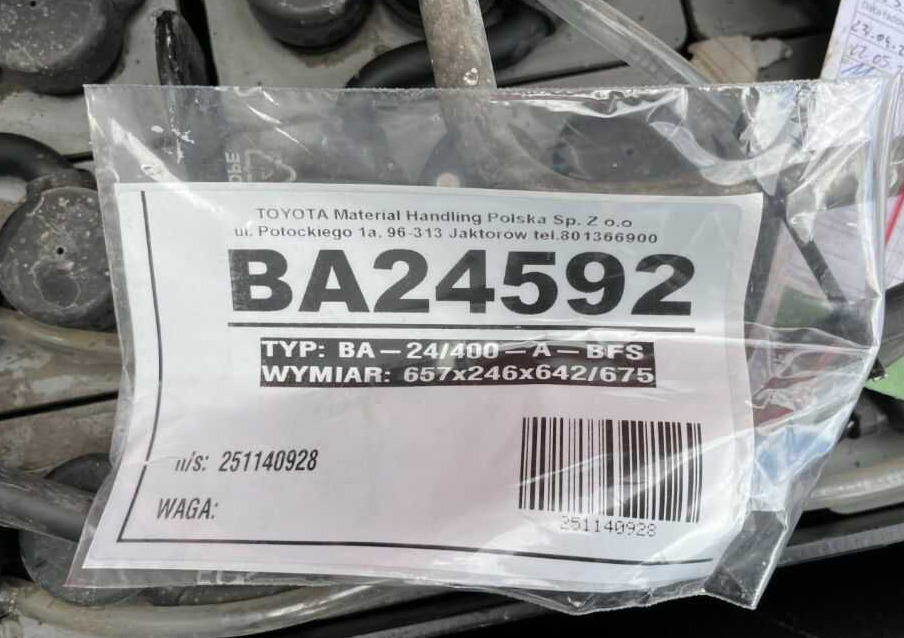 TOYOTA Material Handling Polska Sp. Z o.o
ul. Potockiego 1a, 96-313 Jaktorów tel.801366900
BA24592
TYP: BA – 24/400 – A – BFS
WYMIAR: 657x246x642/675
n/s: 251140928
WAGA:
251140928